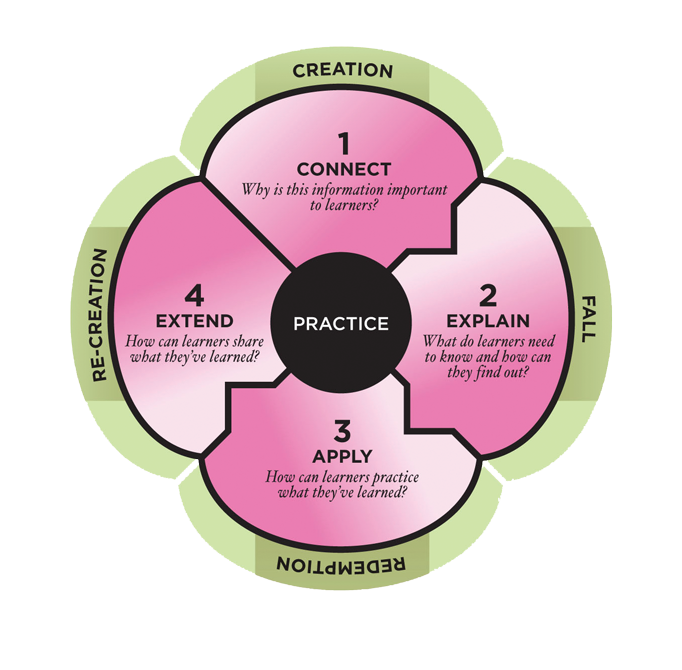 CREATION
1
CONNECT
Why is this information important
to learners?
2
EXPLAIN
What do learners need
to know and how can
they find out?
FALL
3
APPLY
How can learners practice
what they've learned?
REDEMPTION
4
EXTEND
How can learners share
what they've learned?
RE-CREATION
PRACTICE